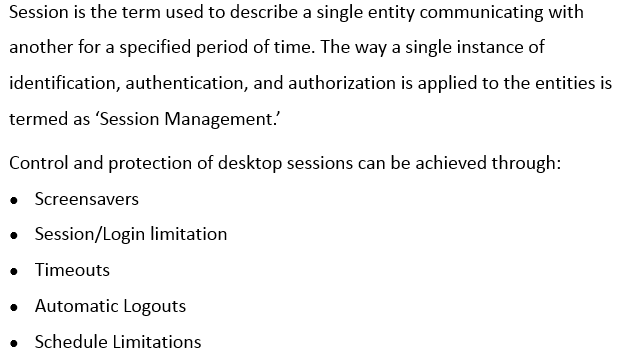 Session is the term used to describe a single entity communicating with
another for a specified period of time. The way a single instance of
identification, authentication, and authorization is applied to the entities is
termed as ‘Session Management.’
Control and protection of desktop sessions can be achieved through:
• Screensavers
• Session/Login limitation
• Timeouts
• Automatic Logouts
• Schedule Limitations